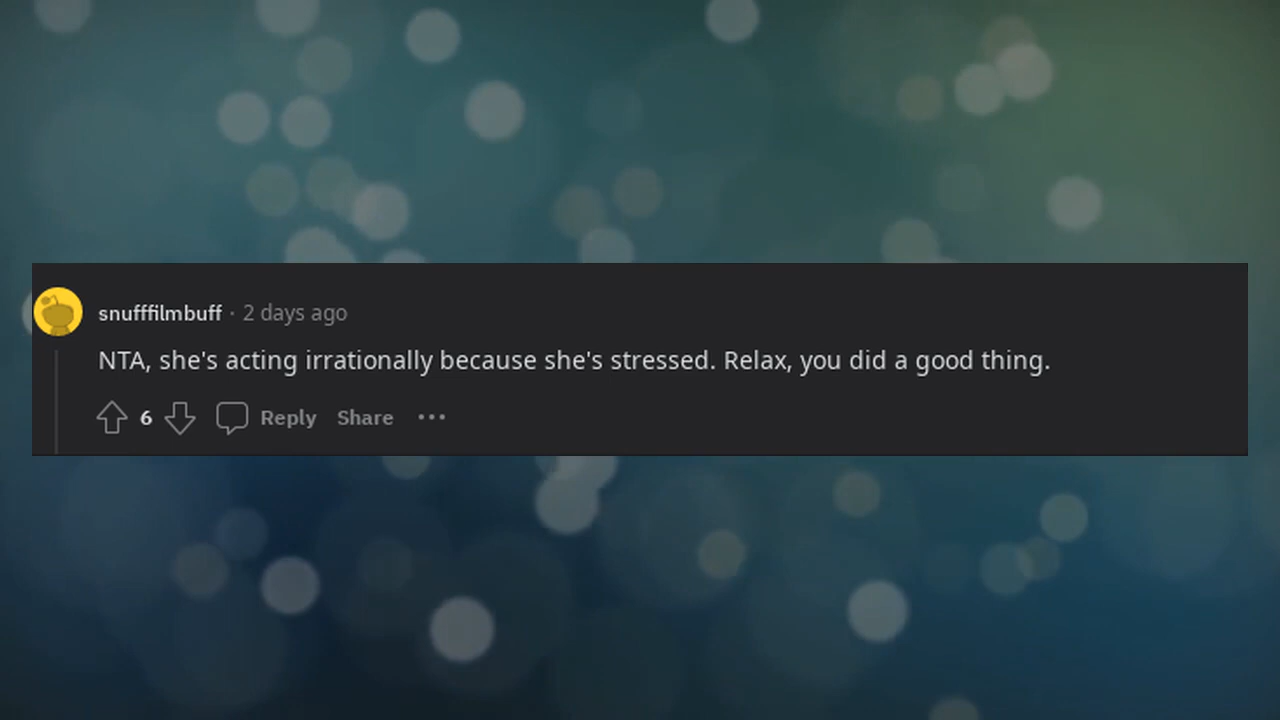 snufffilmbuff · 2 days ago
NTA, she's acting irrationally because she's stressed. Relax, you did a good thing.
6 Reply Share ···